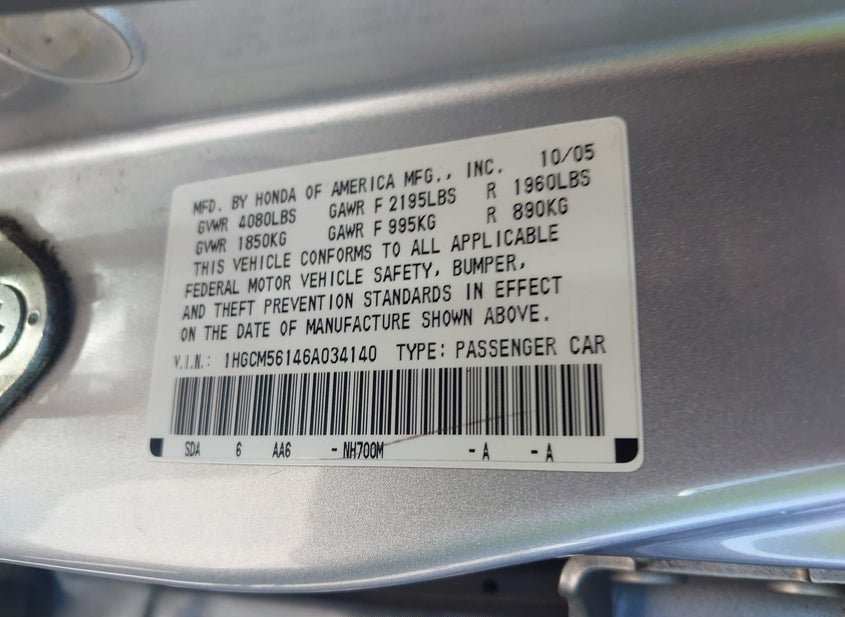 MFD. BY HONDA OF AMERICA MFG., INC. 10/05
GVWR 4080LBS GAWR F 2195LBS R 1960LBS
GVWR 1850KG GAWR F 995KG R 890KG
THIS VEHICLE CONFORMS TO ALL APPLICABLE
FEDERAL MOTOR VEHICLE SAFETY, BUMPER,
AND THEFT PREVENTION STANDARDS IN EFFECT
ON THE DATE OF MANUFACTURE SHOWN ABOVE.
V.I.N.: 1HGCM56146A034140 TYPE: PASSENGER CAR
SDA 6 AA6 - NH700M - A - A